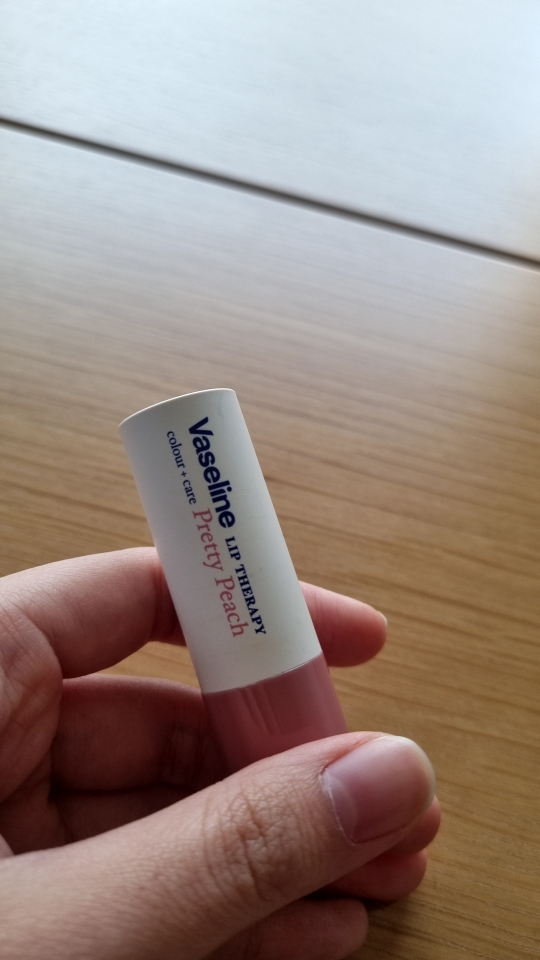 Vaseline LIP THERAPY
colour + care Pretty Peach